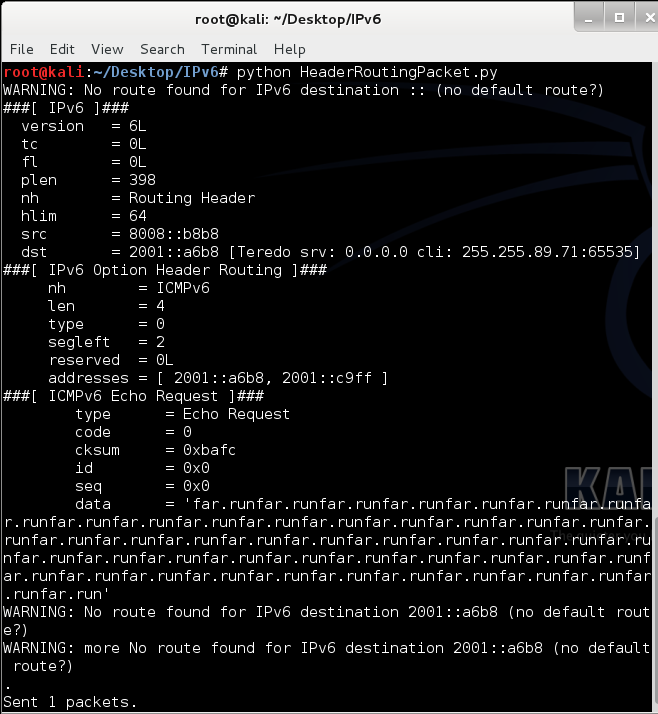 root@kali: ~/Desktop/IPv6
File Edit View Search Terminal Help
root@kali:~/Desktop/IPv6# python HeaderRoutingPacket.py
WARNING: No route found for IPv6 destination :: (no default route?)
###[ IPv6 ]###
  version   = 6L
  tc        = 0L
  fl        = 0L
  plen      = 398
  nh        = Routing Header
  hlim      = 64
  src       = 8008::b8b8
  dst       = 2001::a6b8 [Teredo srv: 0.0.0.0 cli: 255.255.89.71:65535]
###[ IPv6 Option Header Routing ]###
     nh        = ICMPv6
     len       = 4
     type      = 0
     segleft   = 2
     reserved  = 0L
     addresses = [ 2001::a6b8, 2001::c9ff ]
###[ ICMPv6 Echo Request ]###
        type      = Echo Request
        code      = 0
        cksum     = 0xbafc
        id        = 0x0
        seq       = 0x0
        data      = 'far.runfar.runfar.runfar.runfar.runfar.runfar.runfa
r.runfar.runfar.runfar.runfar.runfar.runfar.runfar.runfar.runfar.runfar.
runfar.runfar.runfar.runfar.runfar.runfar.runfar.runfar.runfar.runfar.ru
nfar.runfar.runfar.runfar.runfar.runfar.runfar.runfar.runfar.runfar.runf
ar.runfar.runfar.runfar.runfar.runfar.runfar.runfar.runfar.runfar.runfar
.runfar.run'
WARNING: No route found for IPv6 destination 2001::a6b8 (no default rout
e?)
WARNING: more No route found for IPv6 destination 2001::a6b8 (no default
 route?)
.
Sent 1 packets.